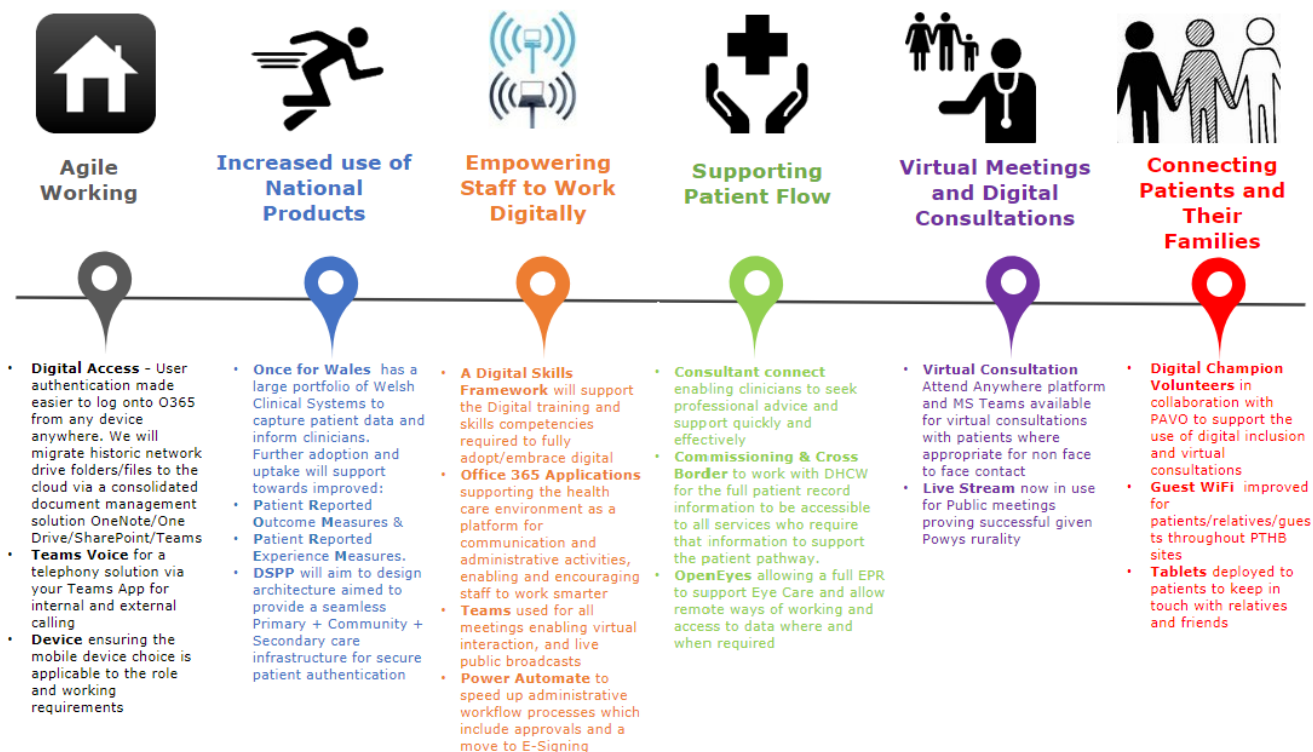 Agile
Working
Increased use of
National
Products
Empowering
Staff to Work
Digitally
Supporting
Patient Flow
Virtual Meetings
and Digital
Consultations
Connecting
Patients and
Their
Families
• Digital Access - User
authentication made
easier to log onto O365
from any device
anywhere. We will
migrate historic network
drive folders/files to the
cloud via a consolidated
document management
solution OneNote/One
Drive/SharePoint/Teams
• Teams Voice for a
telephony solution via
your Teams App for
internal and external
calling
• Device ensuring the
mobile device choice is
applicable to the role
and working
requirements
• Once for Wales has a
large portfolio of Welsh
Clinical Systems to
capture patient data and
inform clinicians.
Further adoption and
uptake will support
towards improved:
• Patient Reported
Outcome Measures &
• Patient Reported
Experience Measures.
• DSPP will aim to design
architecture aimed to
provide a seamless
Primary + Community +
Secondary care
infrastructure for secure
patient authentication
• A Digital Skills
Framework will support
the Digital training and
skills competencies
required to fully
adopt/embrace digital
• Office 365 Applications
supporting the health
care environment as a
platform for
communication and
administrative activities,
enabling and encouraging
staff to work smarter
• Teams used for all
meetings enabling virtual
interaction, and live
public broadcasts
• Power Automate to
speed up administrative
workflow processes which
include approvals and a
move to E-Signing
• Consultant connect
enabling clinicians to seek
professional advice and
support quickly and
effectively
• Commissioning & Cross
Border to work with DHCW
for the full patient record
information to be accessible
to all services who require
that information to support
the patient pathway.
• OpenEyes allowing a full EPR
to support Eye Care and allow
remote ways of working and
access to data where and
when required
• Virtual Consultation
Attend Anywhere platform
and MS Teams available
for virtual consultations
with patients where
appropriate for non face
to face contact
• Live Stream now in use
for Public meetings
proving successful given
Powys rurality
• Digital Champion
Volunteers in
collaboration with
PAVO to support the
use of digital inclusion
and virtual
consultations
• Guest WiFi improved
for
patients/relatives/gues
ts throughout PTHB
sites
• Tablets deployed to
patients to keep in
touch with relatives
and friends